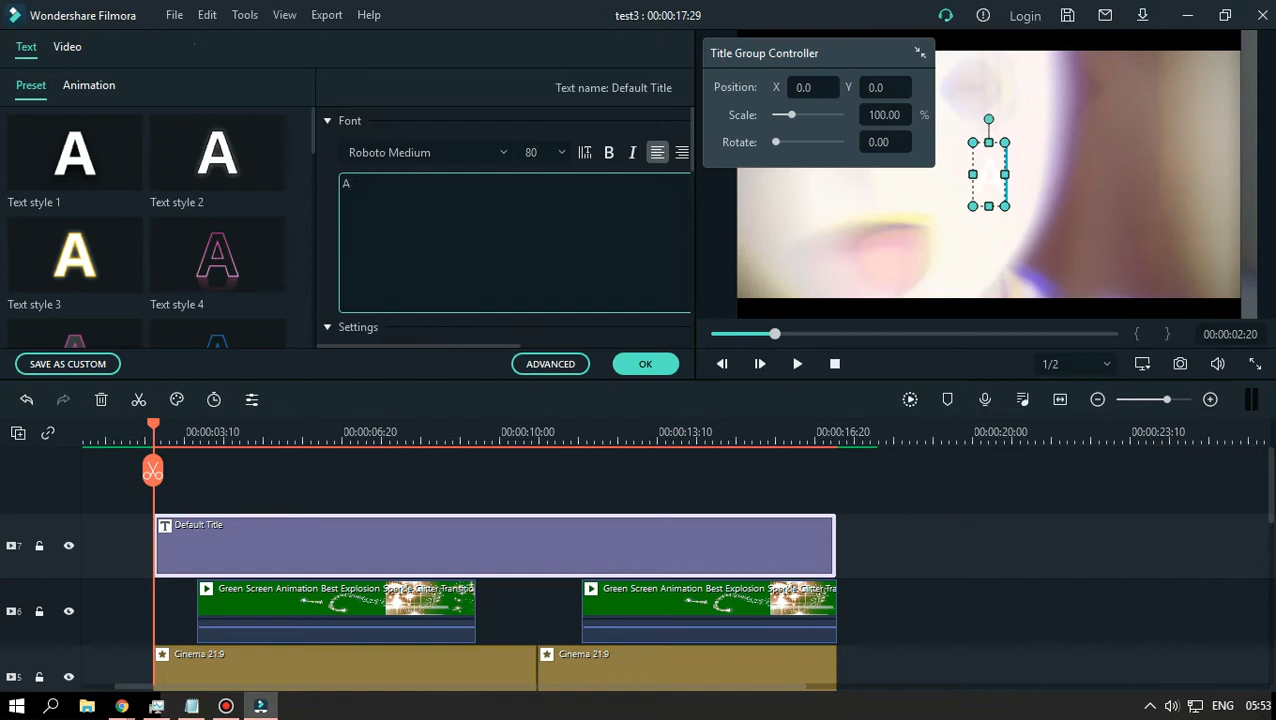 Wondershare Filmora
File
Edit
Tools
View
Export
Help
test3 : 00:00:17:29
Login
Text
Video
Preset
Animation
Text name: Default Title
A
Text style 1
A
Text style 2
A
Text style 3
A
Text style 4
Font
Roboto Medium
80
B
I
A
Settings
SAVE AS CUSTOM
ADVANCED
OK
Title Group Controller
Position: X 0.0 Y 0.0
Scale: 100.00 %
Rotate: 0.00
A
{ }
00:00:02:20
1/2
00:00:03:10
00:00:06:20
00:00:10:00
00:00:13:10
00:00:16:20
00:00:20:00
00:00:23:10
7
T Default Title
6
Green Screen Animation Best Explosion Sparkle Glitter Transitio
Green Screen Animation Best Explosion Sparkle Glitter Tra
5
Cinema 21:9
Cinema 21:9
ENG
05:53